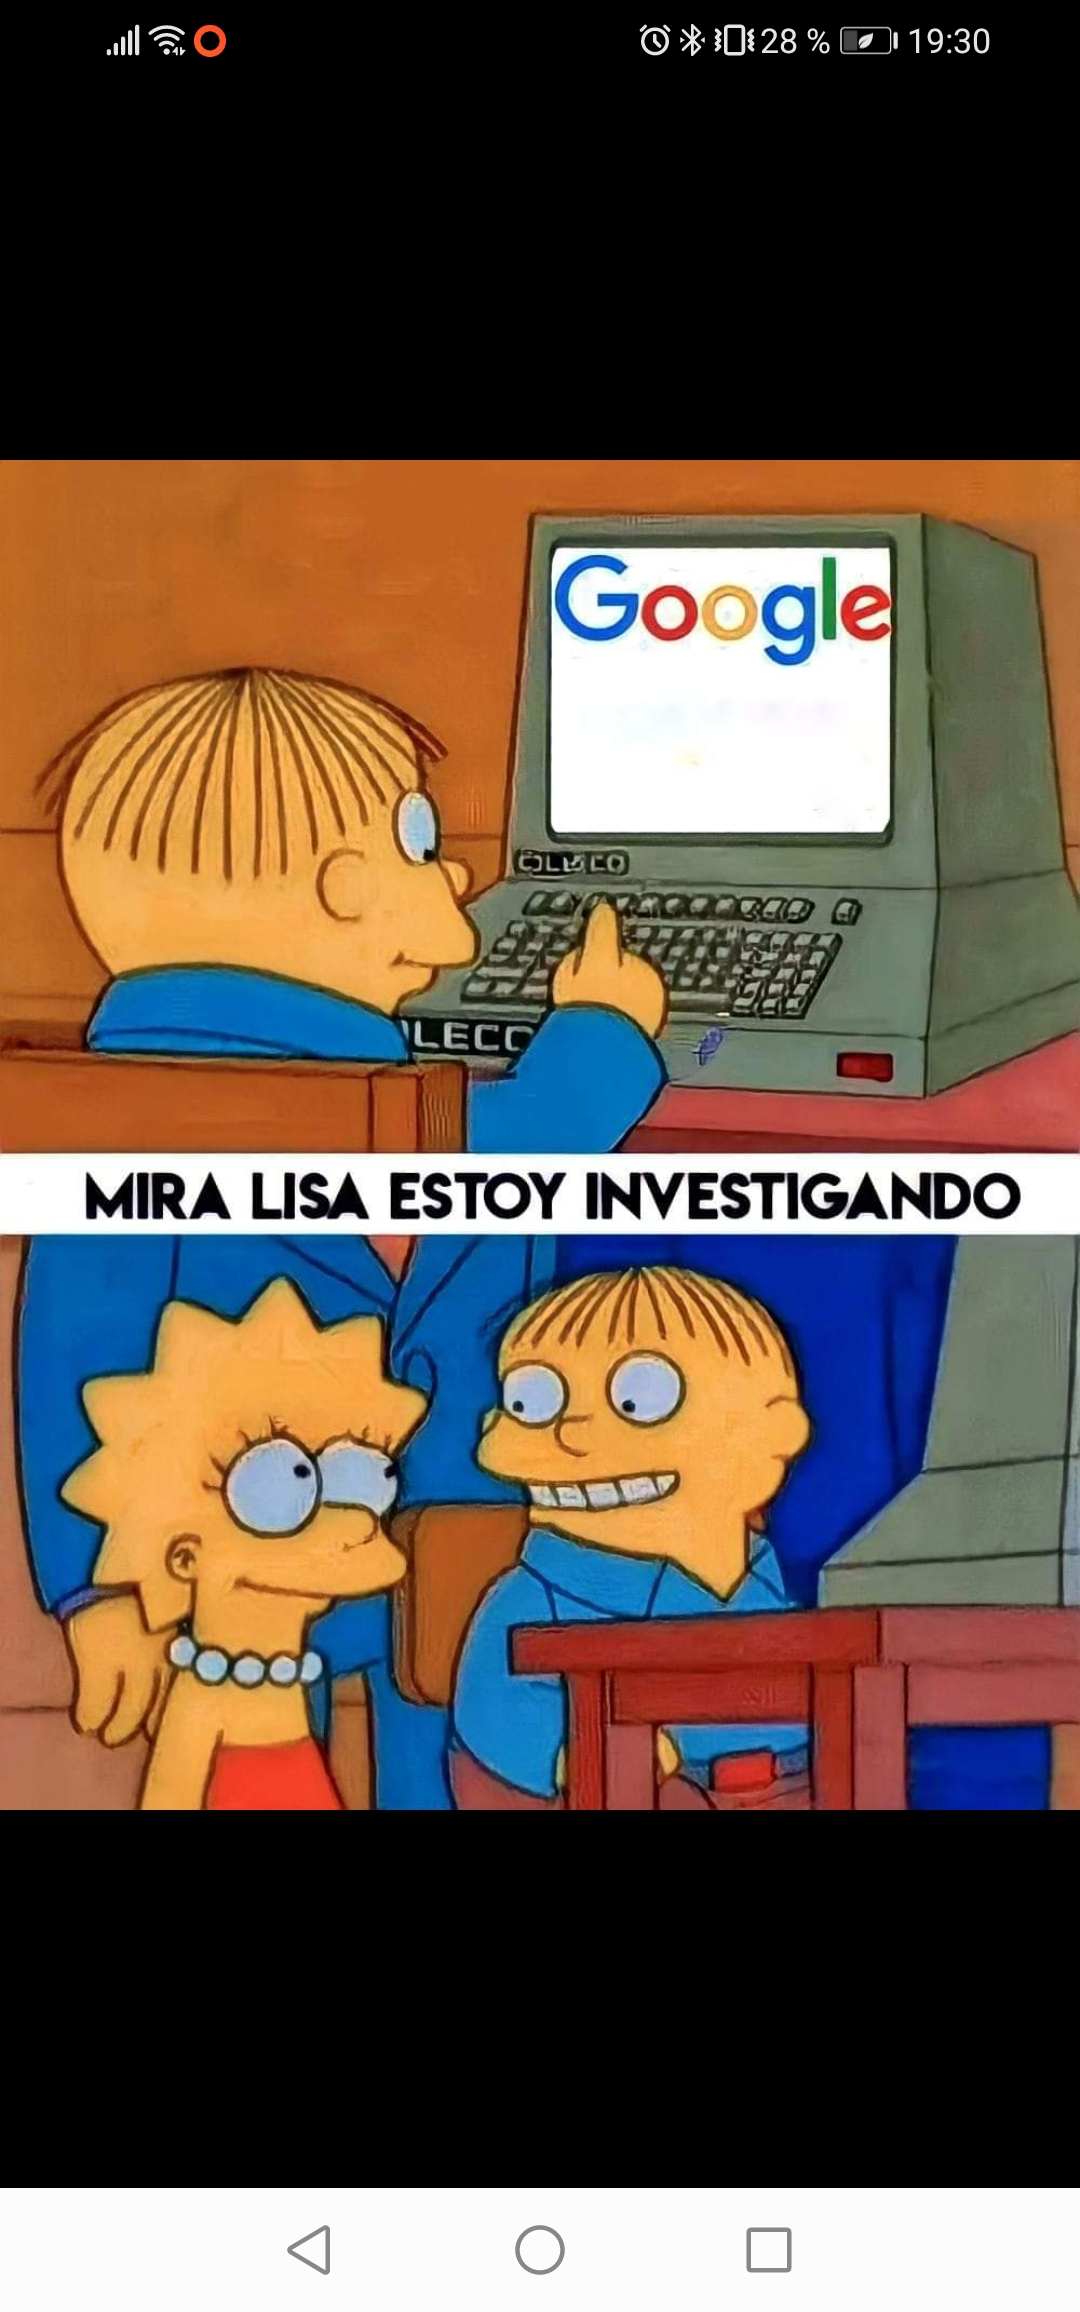 28 % 19:30
Google
MIRA LISA ESTOY INVESTIGANDO